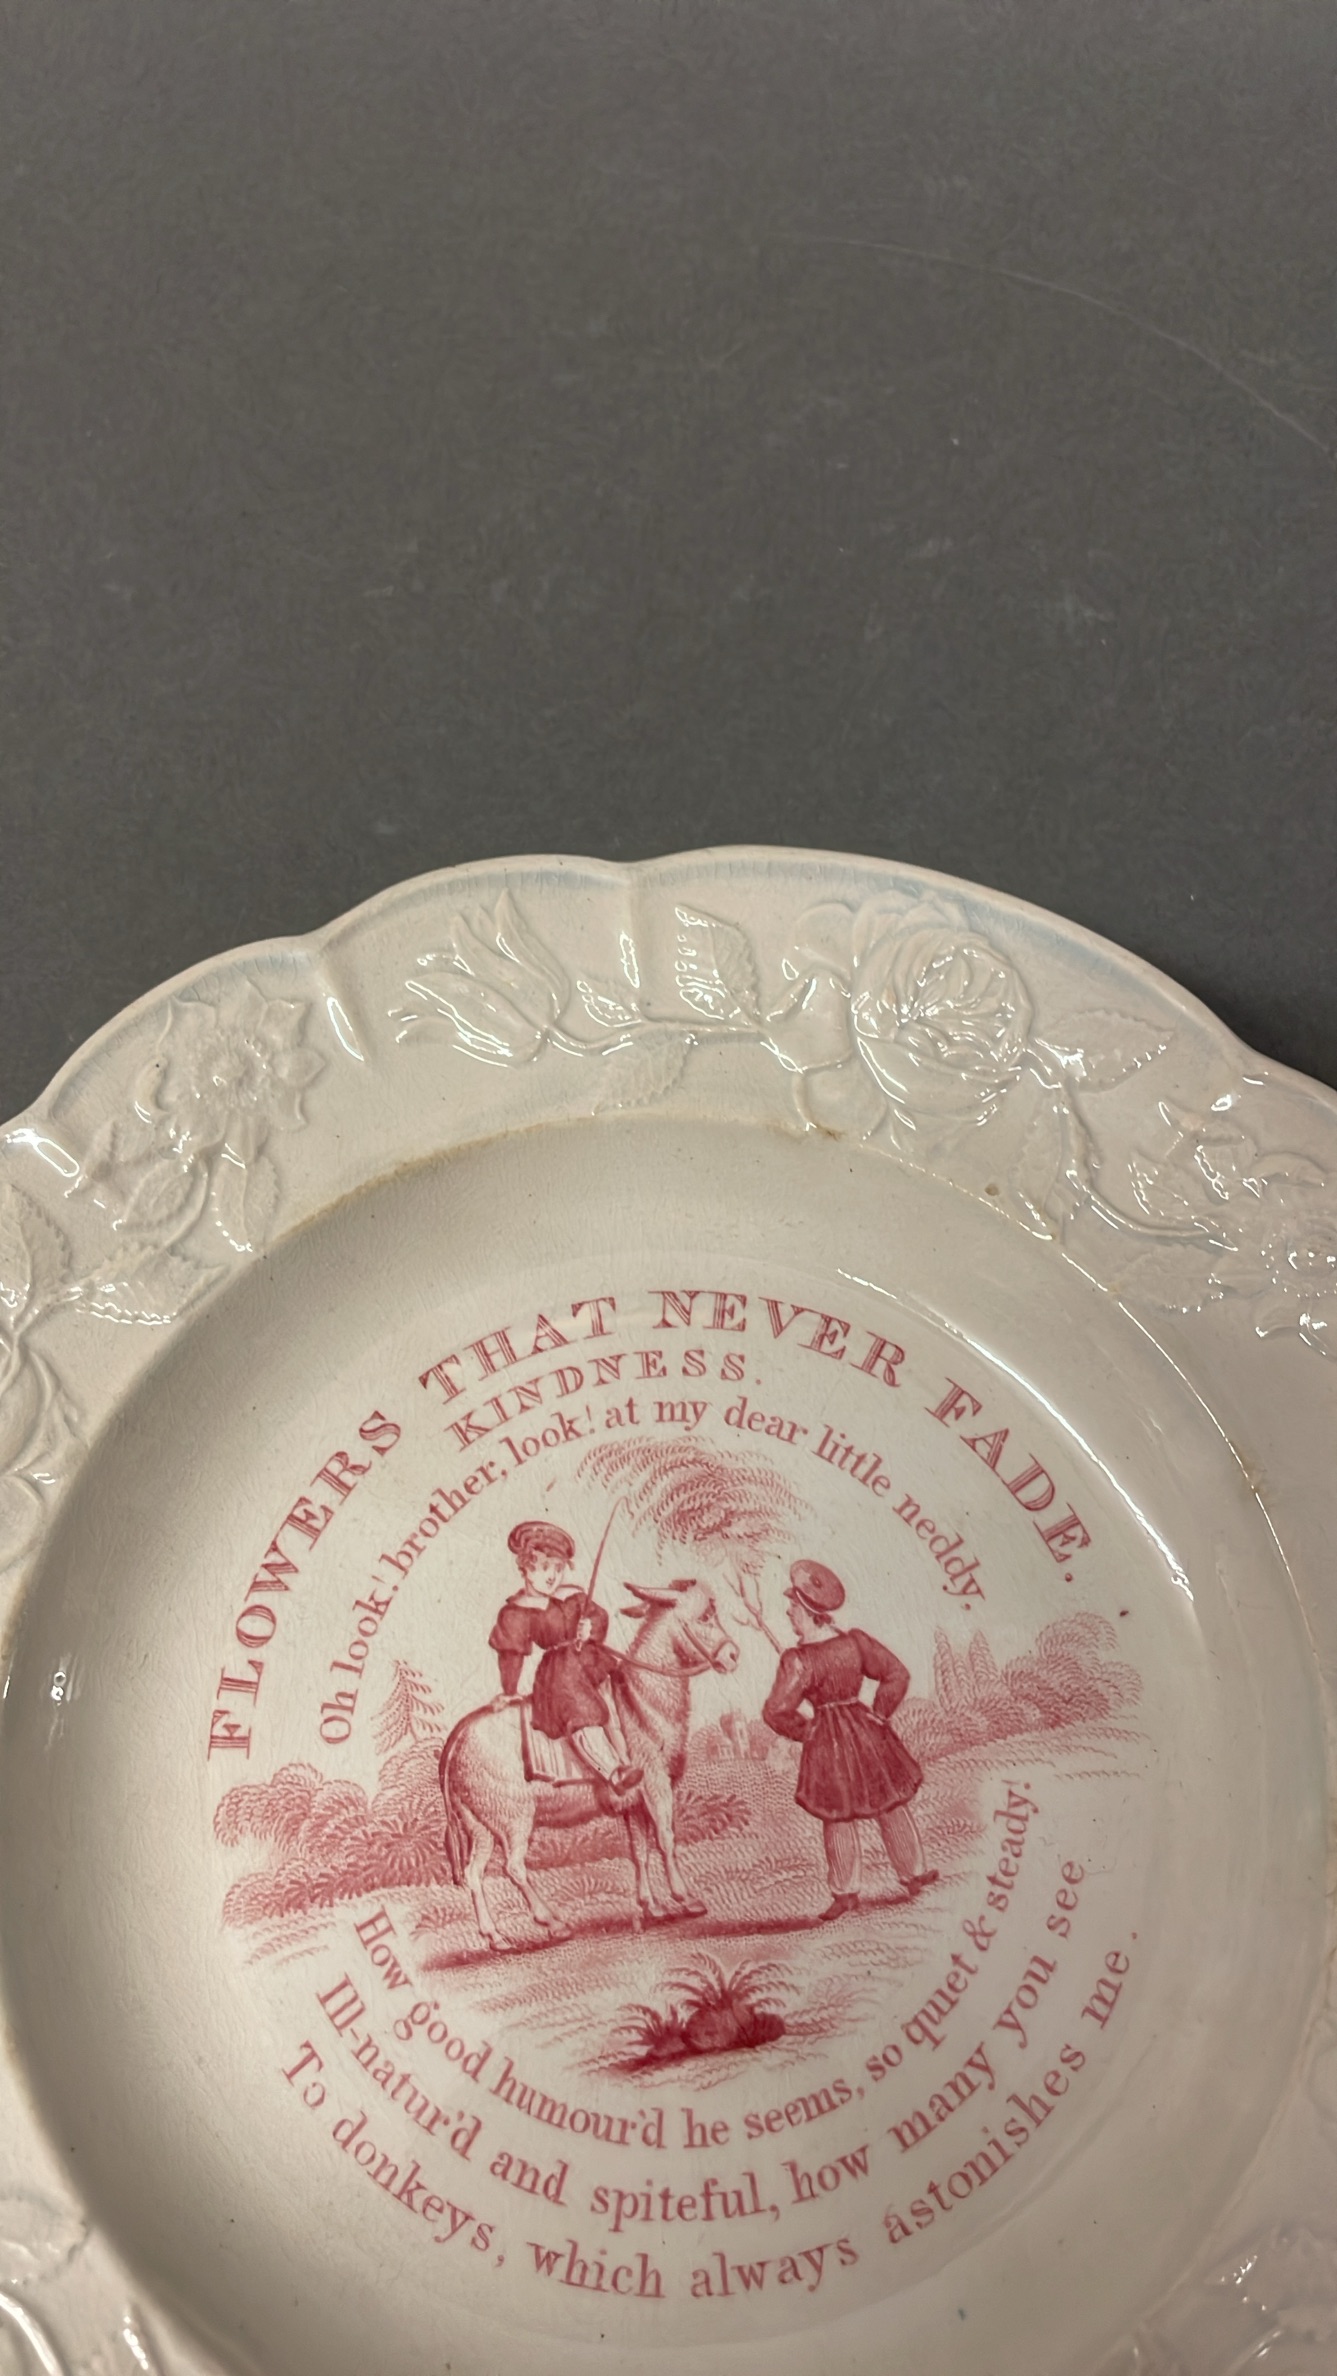 FLOWERS THAT NEVER FADE.
KINDNESS.
Oh look! brother, look! at my dear little neddy,
How good humour'd he seems, so quiet & steady!
Ill-natur'd and spiteful, how many you see
To donkeys, which always astonishes me.